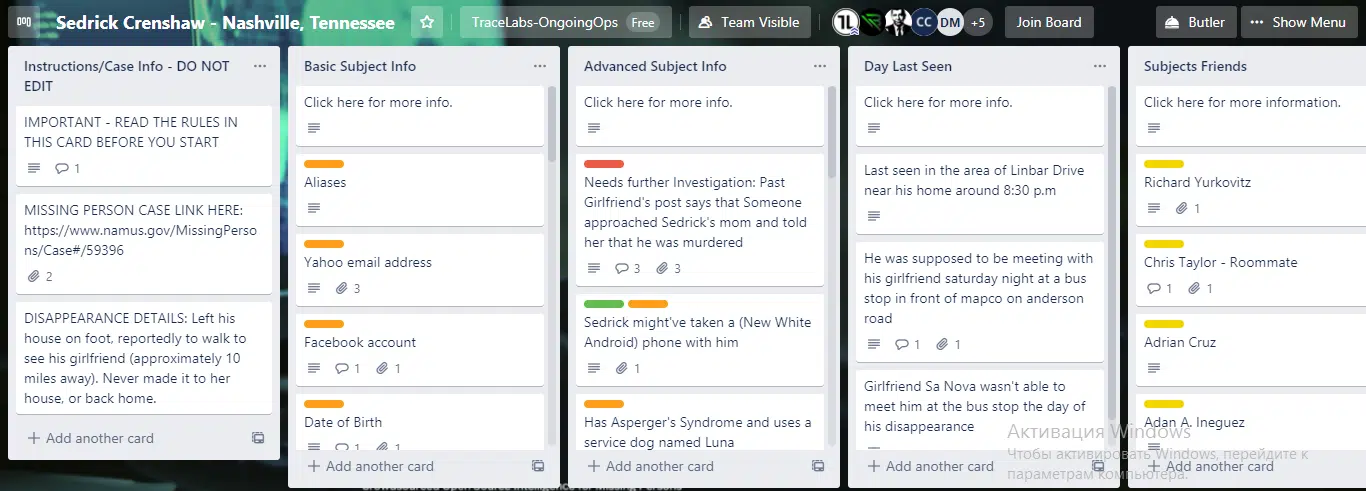 Sedrick Crenshaw - Nashville, Tennessee
TraceLabs-OngoingOps Free
Team Visible
CC
DM
+5
Join Board
Butler
Show Menu
Instructions/Case Info - DO NOT
EDIT
IMPORTANT - READ THE RULES IN
THIS CARD BEFORE YOU START
1
MISSING PERSON CASE LINK HERE:
https://www.namus.gov/MissingPerso
ns/Case#/59396
2
DISAPPEARANCE DETAILS: Left his
house on foot, reportedly to walk to
see his girlfriend (approximately 10
miles away). Never made it to her
house, or back home.
+ Add another card
Basic Subject Info
Click here for more info.
Aliases
Yahoo email address
3
Facebook account
1 1
Date of Birth
1 1
+ Add another card
Advanced Subject Info
Click here for more info.
Needs further Investigation: Past
Girlfriend's post says that Someone
approached Sedrick's mom and told
her that he was murdered
3 3
Sedrick might've taken a (New White
Android) phone with him
1
Has Asperger's Syndrome and uses a
service dog named Luna
+ Add another card
Day Last Seen
Click here for more info.
Last seen in the area of Linbar Drive
near his home around 8:30 p.m
He was supposed to be meeting with
his girlfriend saturday night at a bus
stop in front of mapco on anderson
road
1 1
Girlfriend Sa Nova wasn't able to
meet him at the bus stop the day of
his disappearance
+ Add another card
Subjects Friends
Click here for more information.
Richard Yurkovitz
1
Chris Taylor - Roommate
1 1
Adrian Cruz
Adan A. Ineguez
+ Add another card
Активация Windows
Чтобы активировать Windows, перейдите к
параметрам компьютера.